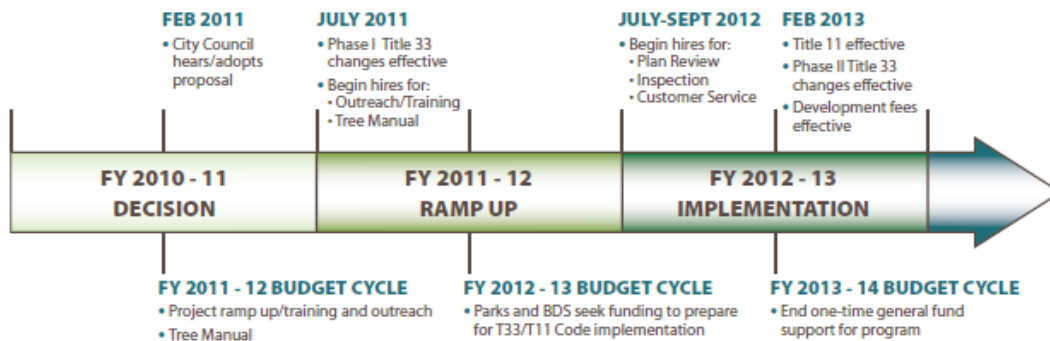 FEB 2011
• City Council
hears/adopts
proposal
JULY 2011
• Phase I Title 33
changes effective
• Begin hires for:
• Outreach/Training
• Tree Manual
JULY-SEPT 2012
• Begin hires for:
• Plan Review
• Inspection
• Customer Service
FEB 2013
• Title 11 effective
• Phase II Title 33
changes effective
• Development fees
effective
FY 2010 - 11
DECISION
FY 2011 - 12
RAMP UP
FY 2012 - 13
IMPLEMENTATION
FY 2011 - 12 BUDGET CYCLE
• Project ramp up/training and outreach
• Tree Manual
FY 2012 - 13 BUDGET CYCLE
• Parks and BDS seek funding to prepare
for T33/T11 Code implementation
FY 2013 - 14 BUDGET CYCLE
• End one-time general fund
support for program